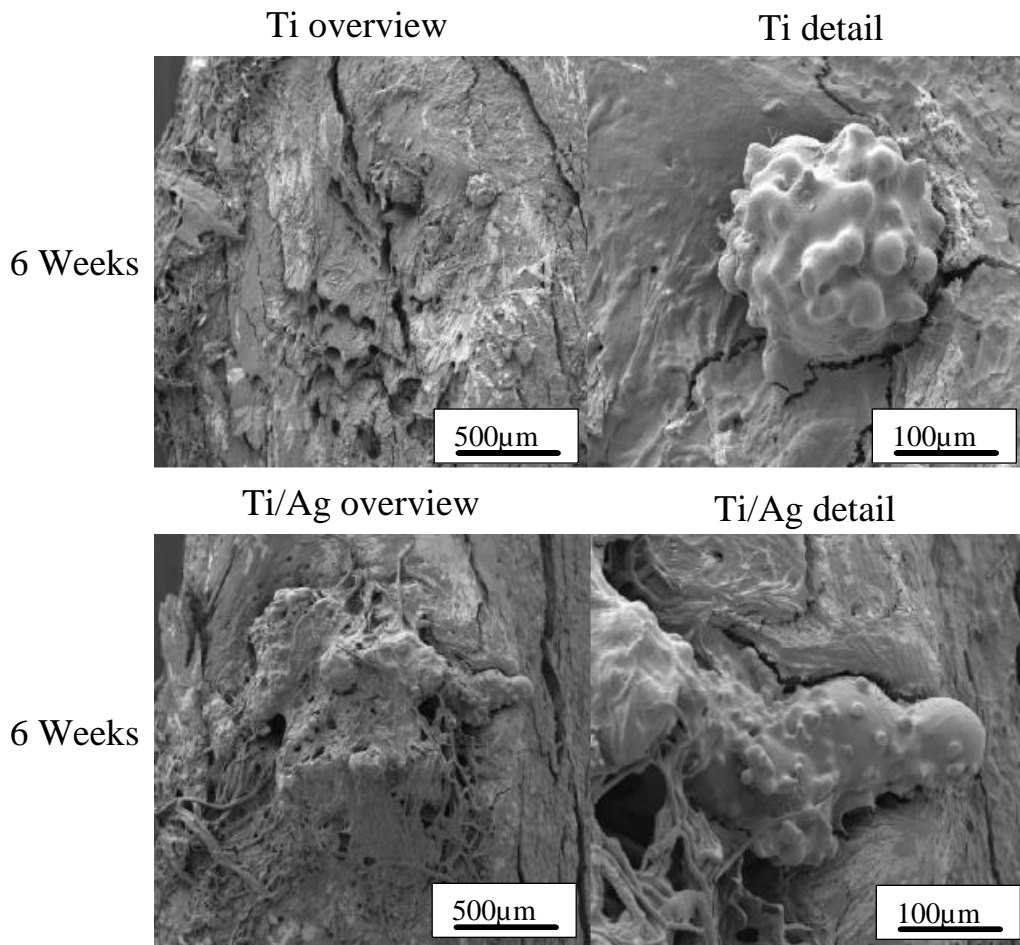 Ti overview
Ti detail
6 Weeks
500µm
100µm
Ti/Ag overview
Ti/Ag detail
6 Weeks
500µm
100µm